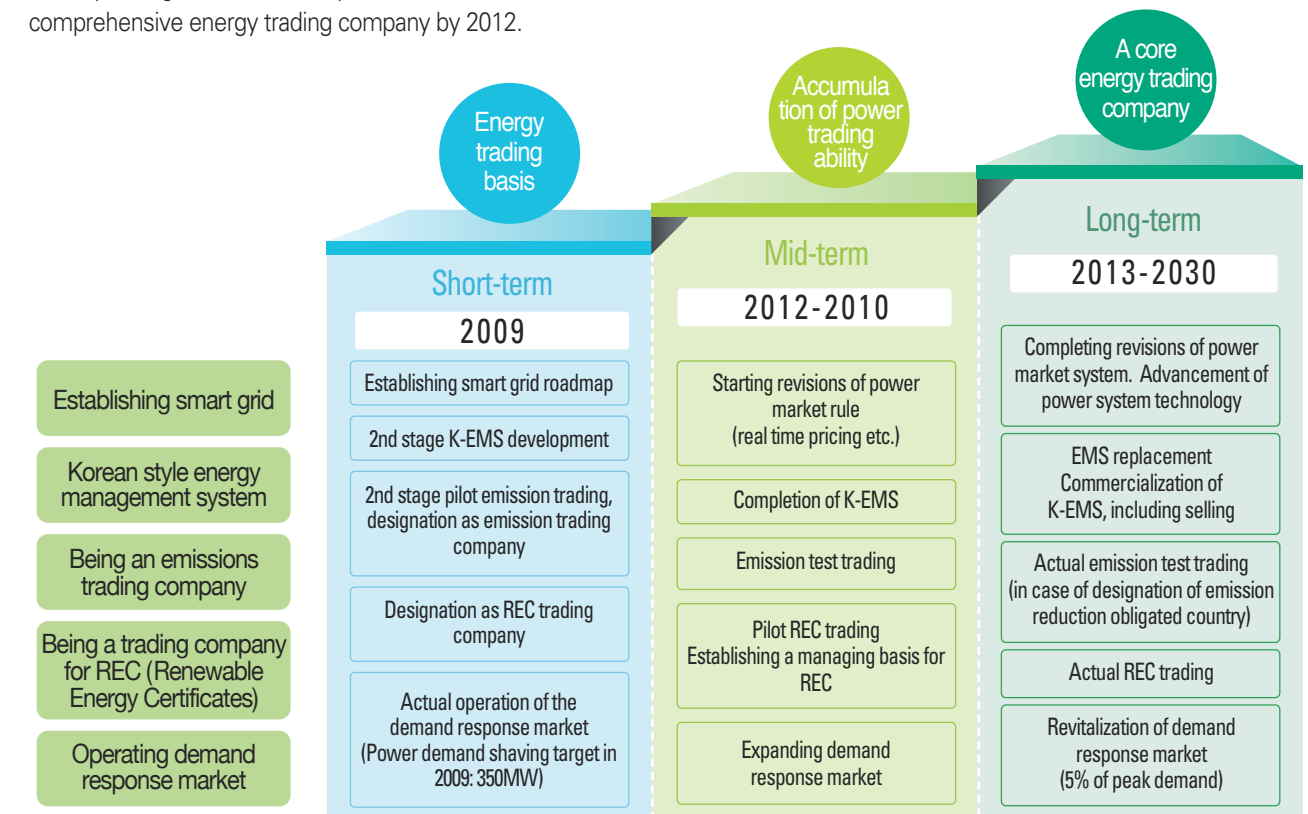 comprehensive energy trading company by 2012.
Energy
trading
basis
Accumula
tion of power
trading
ability
A core
energy trading
company
Short-term
2009
Mid-term
2012-2010
Long-term
2013-2030
Establishing smart grid
Korean style energy
management system
Being an emissions
trading company
Being a trading company
for REC (Renewable
Energy Certificates)
Operating demand
response market
Establishing smart grid roadmap
2nd stage K-EMS development
2nd stage pilot emission trading,
designation as emission trading
company
Designation as REC trading
company
Actual operation of the
demand response market
(Power demand shaving target in
2009: 350MW)
Starting revisions of power
market rule
(real time pricing etc.)
Completion of K-EMS
Emission test trading
Pilot REC trading
Establishing a managing basis for
REC
Expanding demand
response market
Completing revisions of power
market system. Advancement of
power system technology
EMS replacement
Commercialization of
K-EMS, including selling
Actual emission test trading
(in case of designation of emission
reduction obligated country)
Actual REC trading
Revitalization of demand
response market
(5% of peak demand)